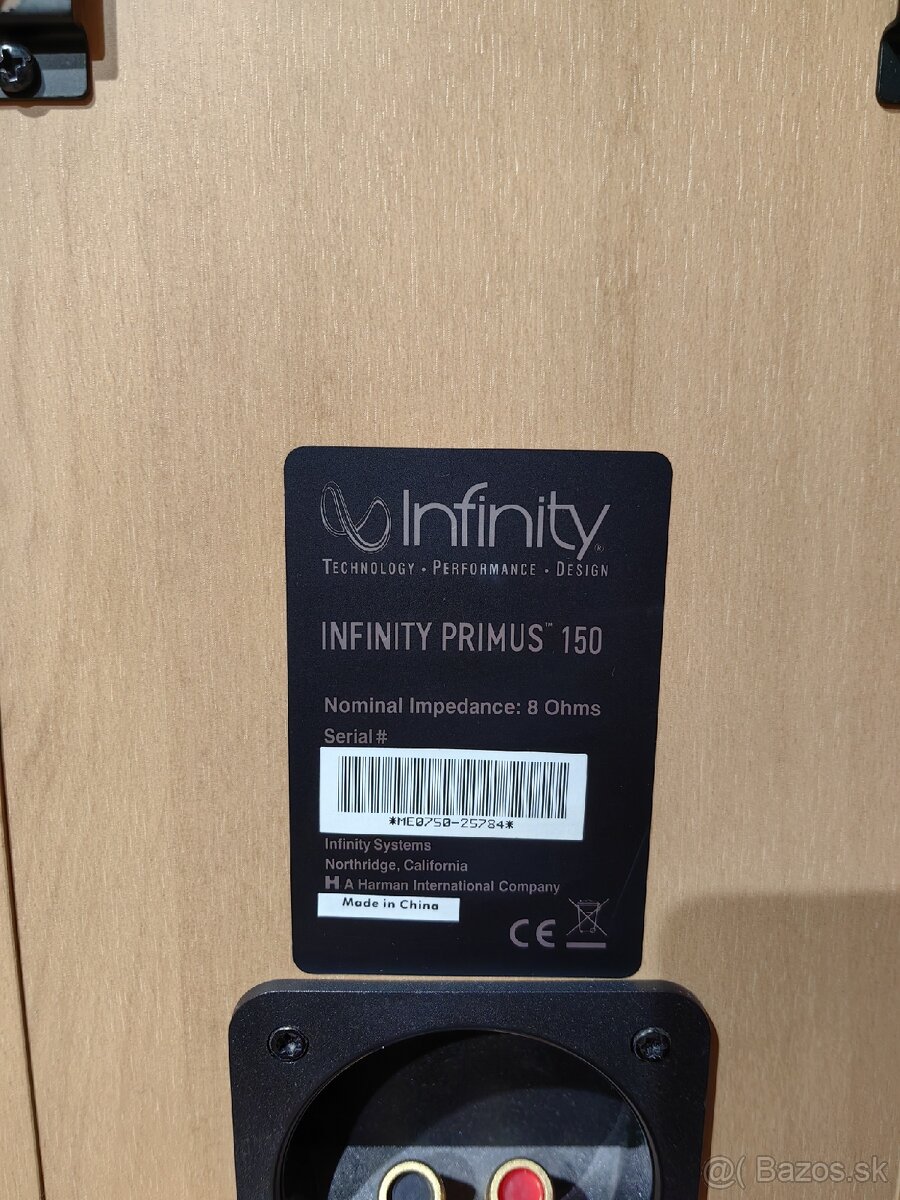 Infinity®
TECHNOLOGY • PERFORMANCE • DESIGN
INFINITY PRIMUS™ 150
Nominal Impedance: 8 Ohms
Serial #
*ME0750-25784*
Infinity Systems
Northridge, California
H A Harman International Company
Made in China
CE
@( Bazos.sk